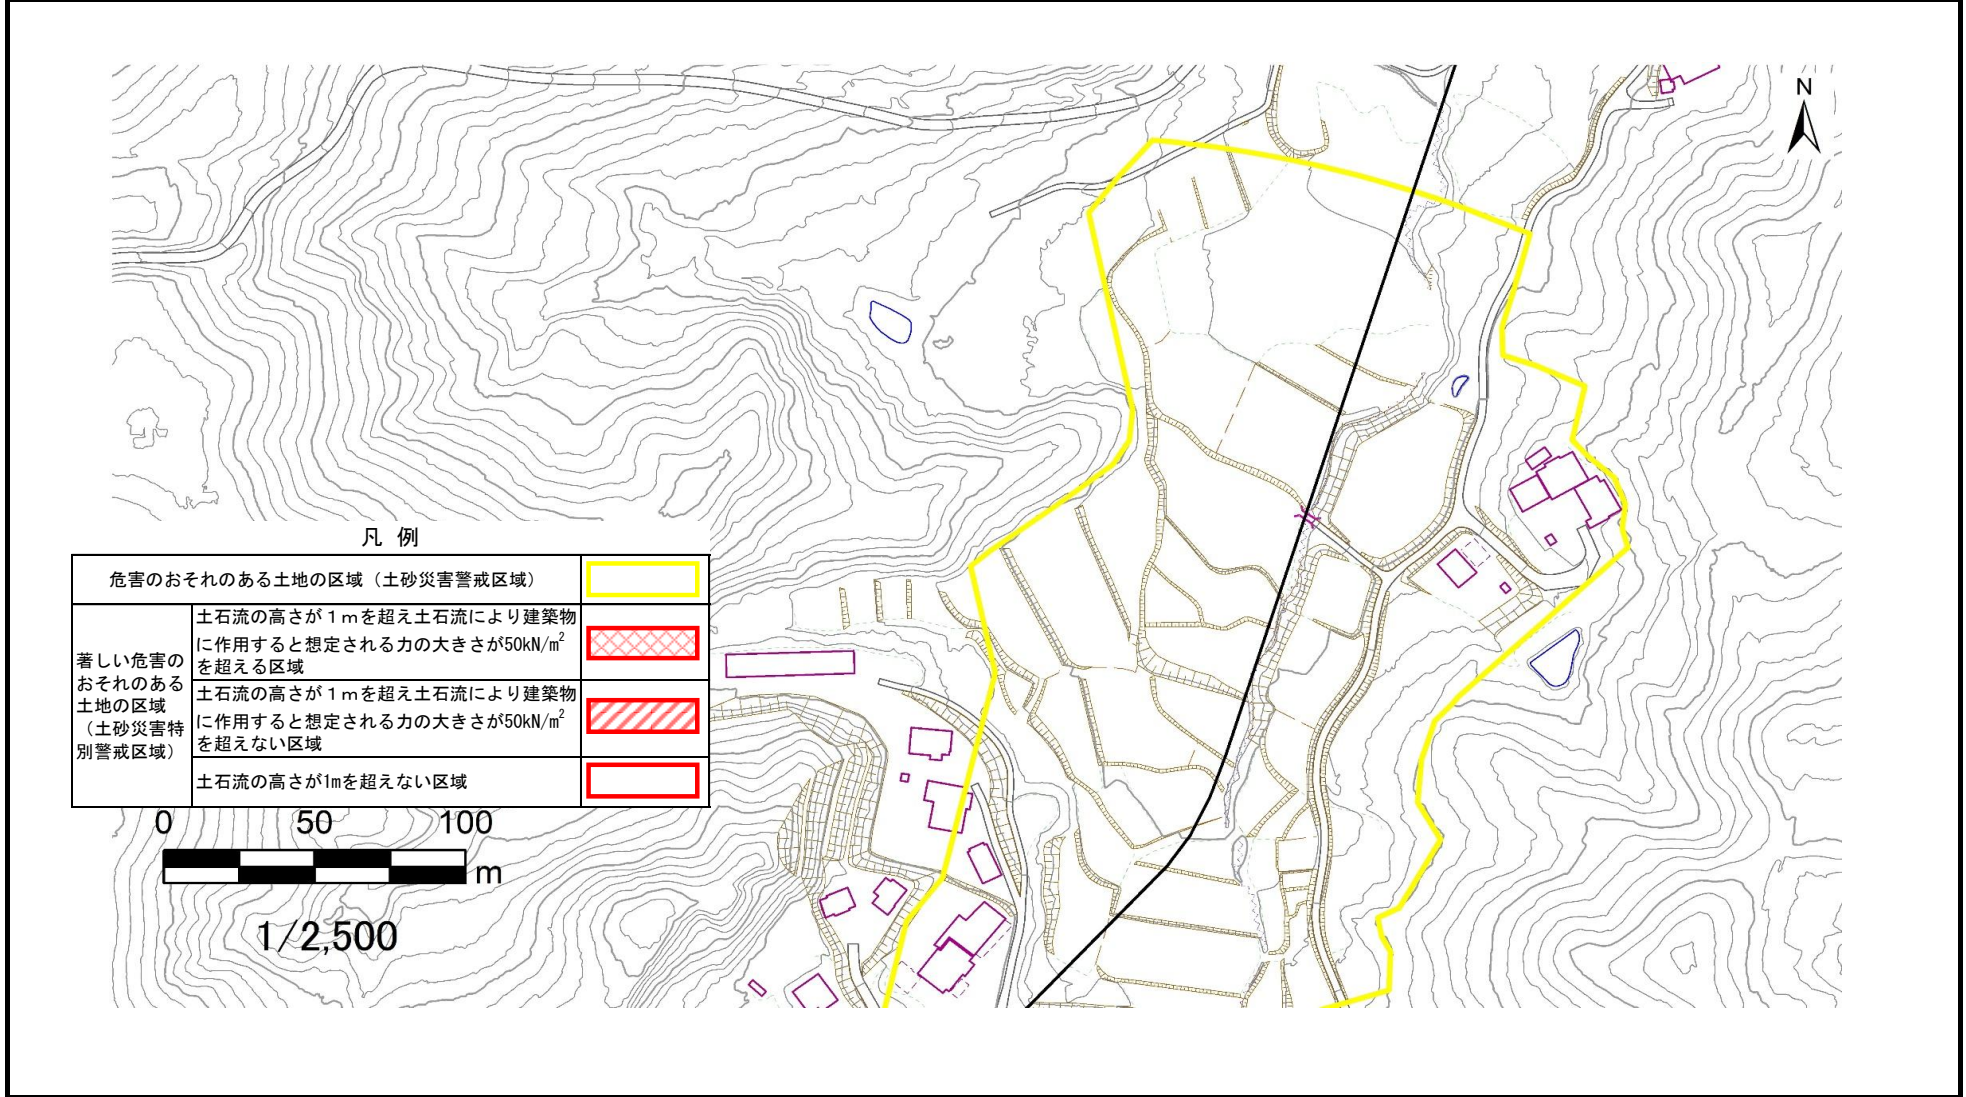 N
凡 例
危害のおそれのある土地の区域（土砂災害警戒区域）
著しい危害の
おそれのある
土地の区域
（土砂災害特
別警戒区域）
土石流の高さが１ｍを超え土石流により建築物
に作用すると想定される力の大きさが50kN/m²
を超える区域
土石流の高さが１ｍを超え土石流により建築物
に作用すると想定される力の大きさが50kN/m²
を超えない区域
土石流の高さが1mを超えない区域
0 50 100
m
1/2,500